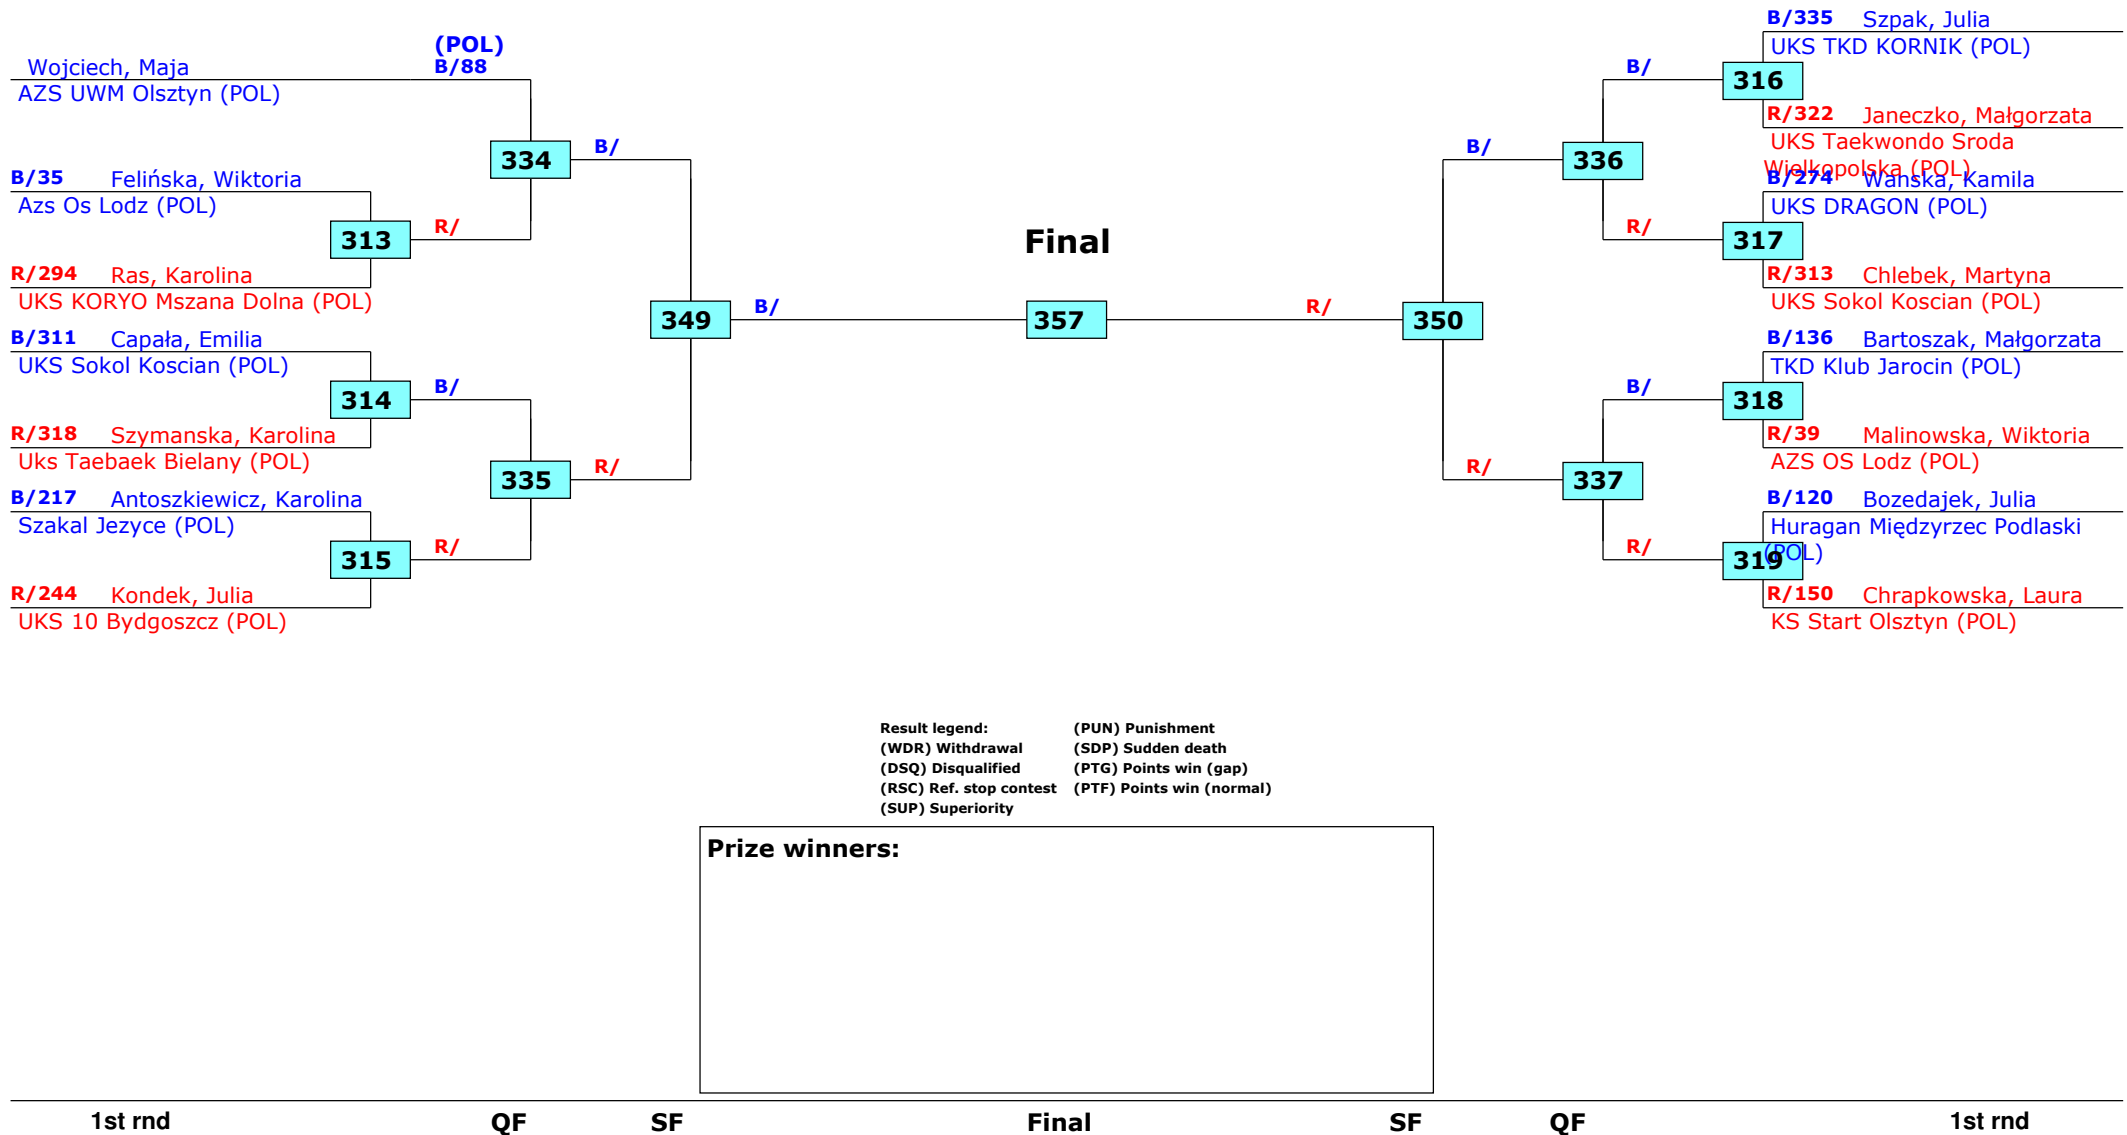 (POL)
Wojciech, Maja B/88
AZS UWM Olsztyn (POL)
334
B/
B/35 Felińska, Wiktoria
Azs Os Lodz (POL)
313
R/
R/294 Ras, Karolina
UKS KORYO Mszana Dolna (POL)
349
B/
B/311 Capała, Emilia
UKS Sokol Koscian (POL)
314
B/
R/318 Szymanska, Karolina
Uks Taebaek Bielany (POL)
335
R/
B/217 Antoszkiewicz, Karolina
Szakal Jezyce (POL)
315
R/
R/244 Kondek, Julia
UKS 10 Bydgoszcz (POL)
Final
357
B/335 Szpak, Julia
UKS TKD KORNIK (POL)
B/
316
R/322 Janeczko, Małgorzata
UKS Taekwondo Sroda
Wielkopolska (POL)
B/
336
B/274 Wanska, Kamila
UKS DRAGON (POL)
R/
317
R/313 Chlebek, Martyna
UKS Sokol Koscian (POL)
R/
350
B/136 Bartoszak, Małgorzata
TKD Klub Jarocin (POL)
B/
318
R/39 Malinowska, Wiktoria
AZS OS Lodz (POL)
R/
337
B/120 Bozedajek, Julia
Huragan Międzyrzec Podlaski
(POL)
R/
319
R/150 Chrapkowska, Laura
KS Start Olsztyn (POL)
Result legend: (PUN) Punishment
(WDR) Withdrawal (SDP) Sudden death
(DSQ) Disqualified (PTG) Points win (gap)
(RSC) Ref. stop contest (PTF) Points win (normal)
(SUP) Superiority
Prize winners:
1st rnd QF SF Final SF QF 1st rnd